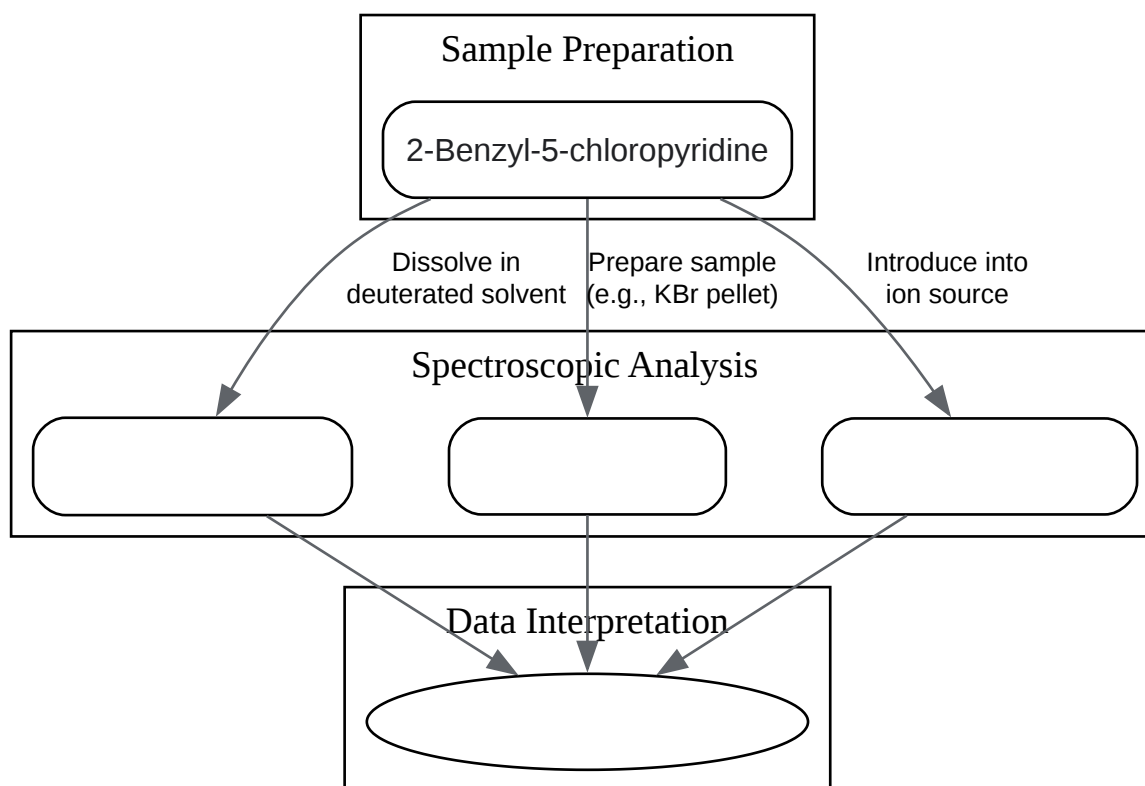 Sample Preparation
2-Benzyl-5-chloropyridine
Dissolve in
deuterated solvent
Prepare sample
(e.g., KBr pellet)
Introduce into
ion source
Spectroscopic Analysis
Data Interpretation